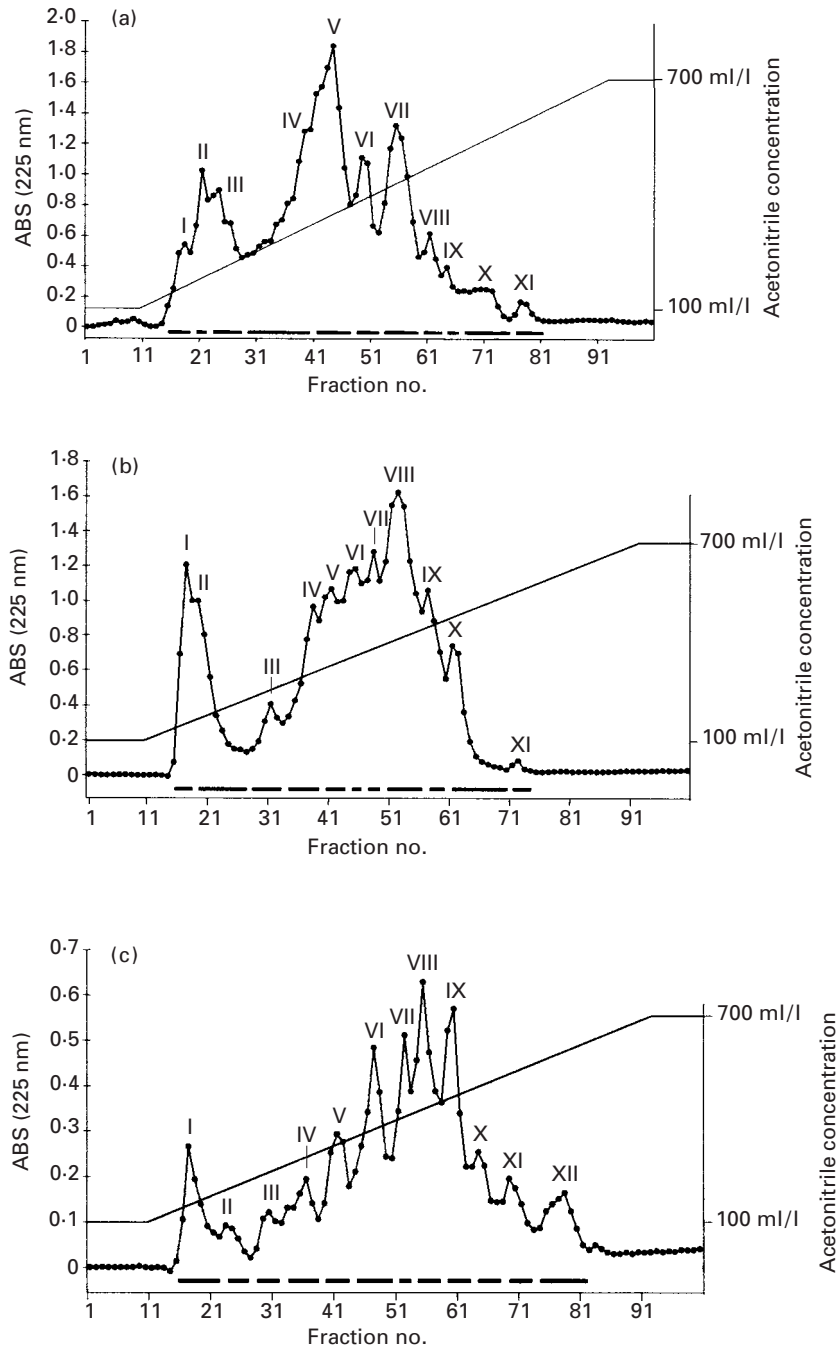 (a)
2·0
1·8
1·6
1·4
1·2
1·0
0·8
0·6
0·4
0·2
0
ABS (225 nm)
I
II
III
IV
V
VI
VII
VIII
IX
X
XI
700 ml/l
100 ml/l
Acetonitrile concentration
1 11 21 31 41 51 61 71 81 91
Fraction no.
(b)
1·8
1·6
1·4
1·2
1·0
0·8
0·6
0·4
0·2
0
ABS (225 nm)
I
II
III
IV
V
VI
VII
VIII
IX
X
XI
700 ml/l
100 ml/l
Acetonitrile concentration
1 11 21 31 41 51 61 71 81 91
Fraction no.
(c)
0·7
0·6
0·5
0·4
0·3
0·2
0·1
0
ABS (225 nm)
I
II
III
IV
V
VI
VII
VIII
IX
X
XI
XII
700 ml/l
100 ml/l
Acetonitrile concentration
1 11 21 31 41 51 61 71 81 91
Fraction no.